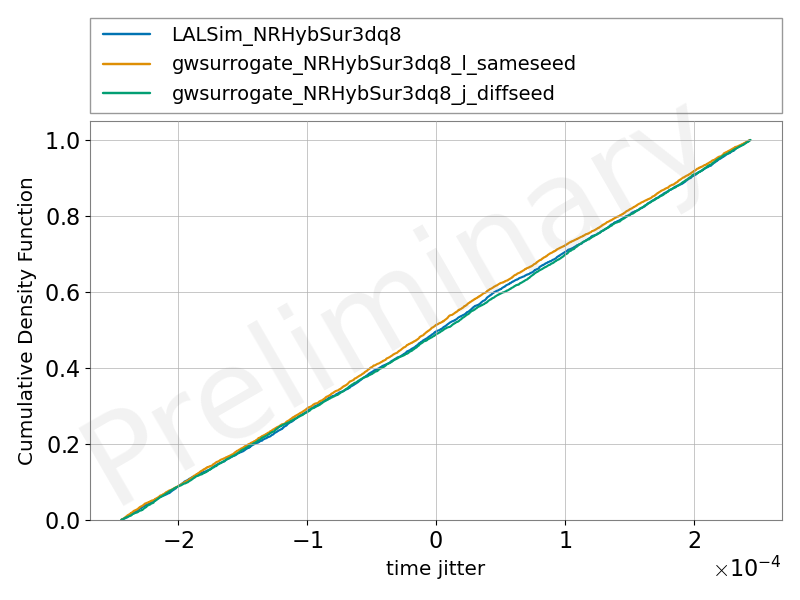 LALSim_NRHybSur3dq8
gwsurrogate_NRHybSur3dq8_l_sameseed
gwsurrogate_NRHybSur3dq8_j_diffseed
Preliminary
Cumulative Density Function
1.0
0.8
0.6
0.4
0.2
0.0
−2 −1 0 1 2
time jitter
×10⁻⁴